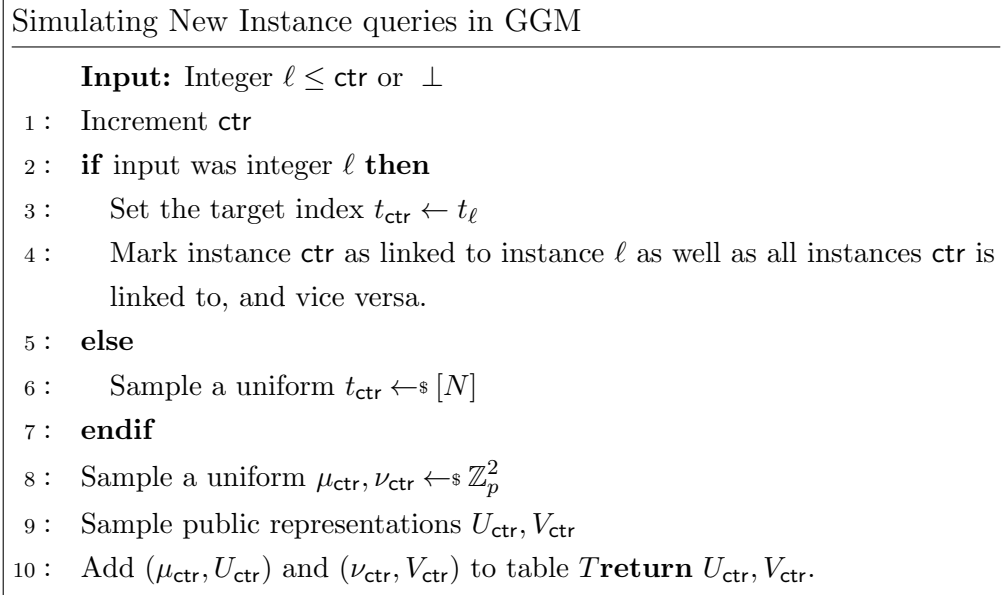 Simulating New Instance queries in GGM
Input: Integer ℓ ≤ ctr or ⊥
1 : Increment ctr
2 : if input was integer ℓ then
3 : Set the target index t_ctr ← t_ℓ
4 : Mark instance ctr as linked to instance ℓ as well as all instances ctr is
linked to, and vice versa.
5 : else
6 : Sample a uniform t_ctr ←$ [N]
7 : endif
8 : Sample a uniform μ_ctr, ν_ctr ←$ ℤ_p^2
9 : Sample public representations U_ctr, V_ctr
10 : Add (μ_ctr, U_ctr) and (ν_ctr, V_ctr) to table Treturn U_ctr, V_ctr.